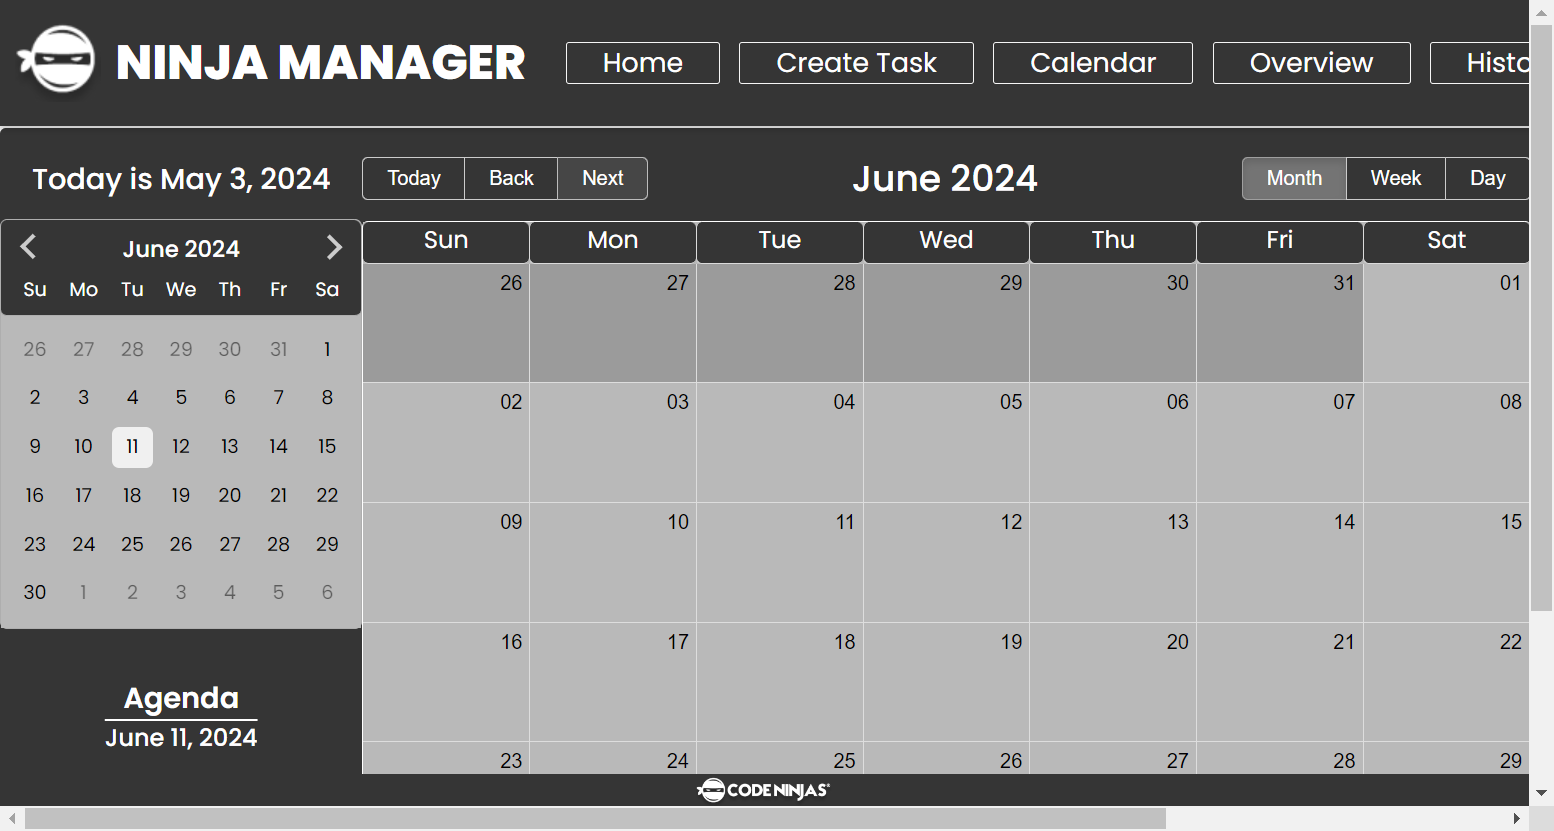 NINJA MANAGER
Home Create Task Calendar Overview Histo
Today is May 3, 2024
Today Back Next
June 2024
Month Week Day
June 2024
Su Mo Tu We Th Fr Sa
26 27 28 29 30 31 1
2 3 4 5 6 7 8
9 10 11 12 13 14 15
16 17 18 19 20 21 22
23 24 25 26 27 28 29
30 1 2 3 4 5 6
Agenda
June 11, 2024
Sun Mon Tue Wed Thu Fri Sat
26 27 28 29 30 31 01
02 03 04 05 06 07 08
09 10 11 12 13 14 15
16 17 18 19 20 21 22
23 24 25 26 27 28 29
CODE NINJAS